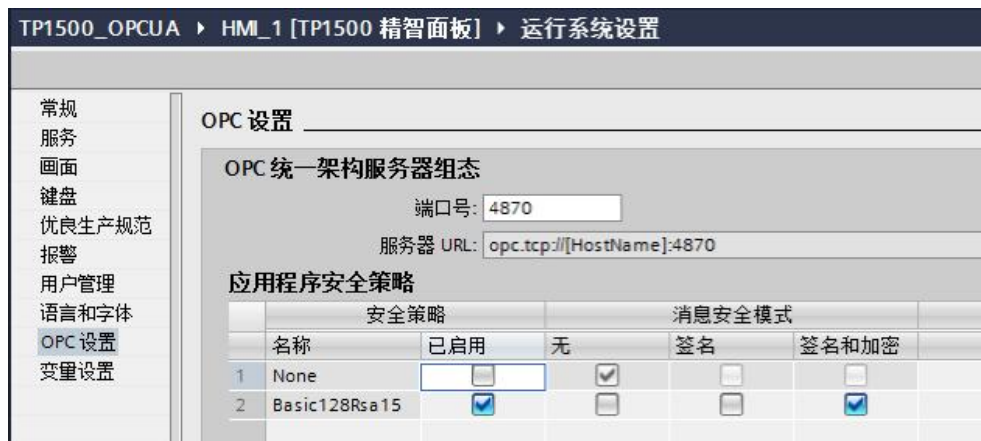 TP1500_OPCUA ▸ HMI_1 [TP1500 精智面板] ▸ 运行系统设置
常规
服务
画面
键盘
优良生产规范
报警
用户管理
语言和字体
OPC 设置
变量设置
OPC 设置
OPC 统一架构服务器组态
端口号: 4870
服务器 URL: opc.tcp://[HostName]:4870
应用程序安全策略
安全策略 消息安全模式
名称 已启用 无 签名 签名和加密
1 None
2 Basic128Rsa15